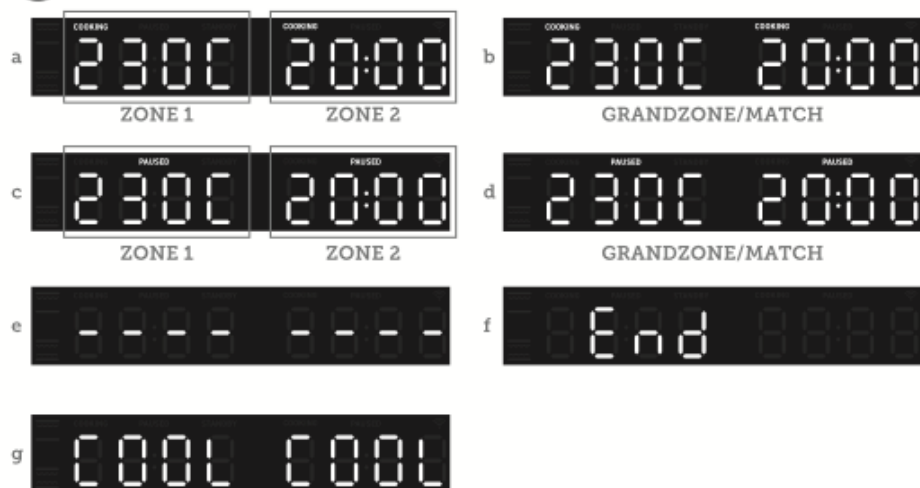 COOKING COOKING COOKING COOKING
a 230C 20:00 b 230C 20:00
ZONE 1 ZONE 2 GRANDZONE/MATCH
PAUSED PAUSED PAUSED PAUSED
c 230C 20:00 d 230C 20:00
ZONE 1 ZONE 2 GRANDZONE/MATCH
e - - - - - - - - f End
g COOL COOL